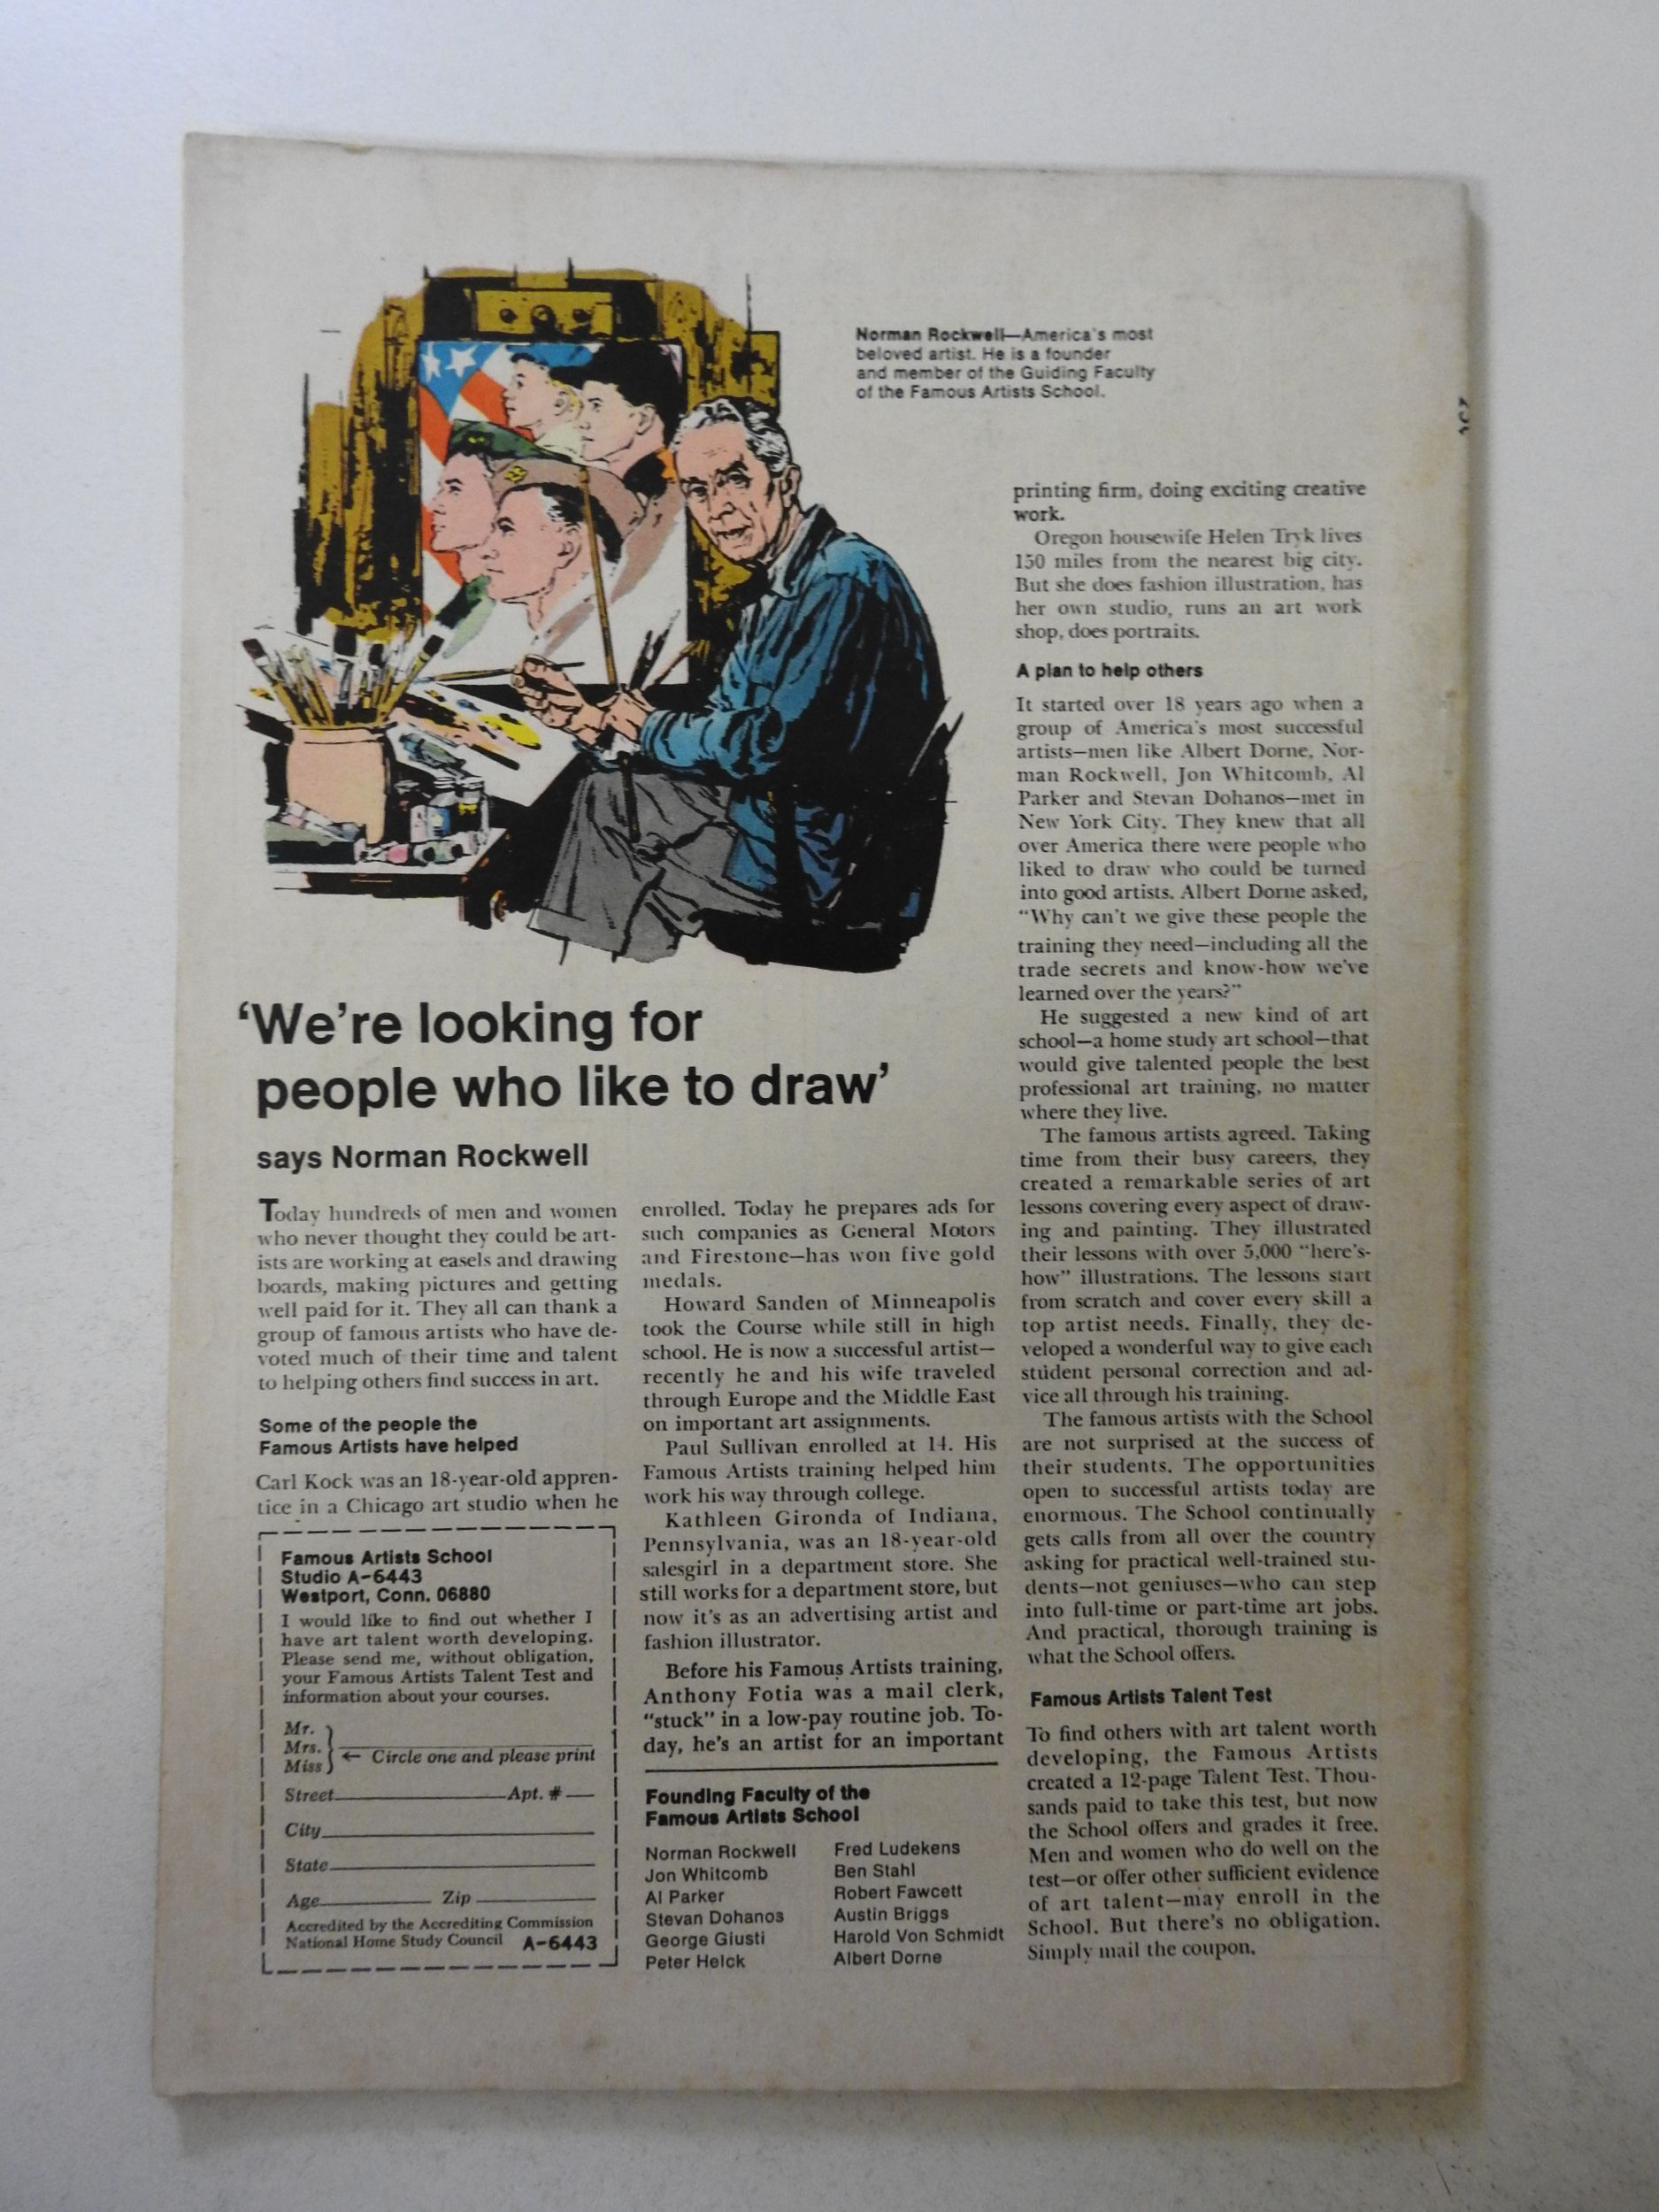 Norman Rockwell—America's most
beloved artist. He is a founder
and member of the Guiding Faculty
of the Famous Artists School.
'We're looking for
people who like to draw'
says Norman Rockwell
Today hundreds of men and women
who never thought they could be art-
ists are working at easels and drawing
boards, making pictures and getting
well paid for it. They all can thank a
group of famous artists who have de-
voted much of their time and talent
to helping others find success in art.
Some of the people the
Famous Artists have helped
Carl Kock was an 18-year-old appren-
tice in a Chicago art studio when he
enrolled. Today he prepares ads for
such companies as General Motors
and Firestone—has won five gold
medals.
Howard Sanden of Minneapolis
took the Course while still in high
school. He is now a successful artist—
recently he and his wife traveled
through Europe and the Middle East
on important art assignments.
Paul Sullivan enrolled at 14. His
Famous Artists training helped him
work his way through college.
Kathleen Gironda of Indiana,
Pennsylvania, was an 18-year-old
salesgirl in a department store. She
still works for a department store, but
now it's as an advertising artist and
fashion illustrator.
Before his Famous Artists training,
Anthony Fotia was a mail clerk,
"stuck" in a low-pay routine job. To-
day, he's an artist for an important
printing firm, doing exciting creative
work.
Oregon housewife Helen Tryk lives
150 miles from the nearest big city.
But she does fashion illustration, has
her own studio, runs an art work
shop, does portraits.
A plan to help others
It started over 18 years ago when a
group of America's most successful
artists—men like Albert Dorne, Nor-
man Rockwell, Jon Whitcomb, Al
Parker and Stevan Dohanos—met in
New York City. They knew that all
over America there were people who
liked to draw who could be turned
into good artists. Albert Dorne asked,
"Why can't we give these people the
training they need—including all the
trade secrets and know-how we've
learned over the years?"
He suggested a new kind of art
school—a home study art school—that
would give talented people the best
professional art training, no matter
where they live.
The famous artists agreed. Taking
time from their busy careers, they
created a remarkable series of art
lessons covering every aspect of draw-
ing and painting. They illustrated
their lessons with over 5,000 "here's-
how" illustrations. The lessons start
from scratch and cover every skill a
top artist needs. Finally, they de-
veloped a wonderful way to give each
student personal correction and ad-
vice all through his training.
The famous artists with the School
are not surprised at the success of
their students. The opportunities
open to successful artists today are
enormous. The School continually
gets calls from all over the country
asking for practical well-trained stu-
dents—not geniuses—who can step
into full-time or part-time art jobs.
And practical, thorough training is
what the School offers.
Famous Artists Talent Test
To find others with art talent worth
developing, the Famous Artists
created a 12-page Talent Test. Thou-
sands paid to take this test, but now
the School offers and grades it free.
Men and women who do well on the
test—or offer other sufficient evidence
of art talent—may enroll in the
School. But there's no obligation.
Simply mail the coupon.
Famous Artists School
Studio A-6443
Westport, Conn. 06880
I would like to find out whether I
have art talent worth developing.
Please send me, without obligation,
your Famous Artists Talent Test and
information about your courses.
Mr.
Mrs.
Miss
← Circle one and please print
Street Apt. #
City
State
Age Zip
Accredited by the Accrediting Commission
National Home Study Council A-6443
Founding Faculty of the
Famous Artists School
Norman Rockwell
Jon Whitcomb
Al Parker
Stevan Dohanos
George Giusti
Peter Helck
Fred Ludekens
Ben Stahl
Robert Fawcett
Austin Briggs
Harold Von Schmidt
Albert Dorne